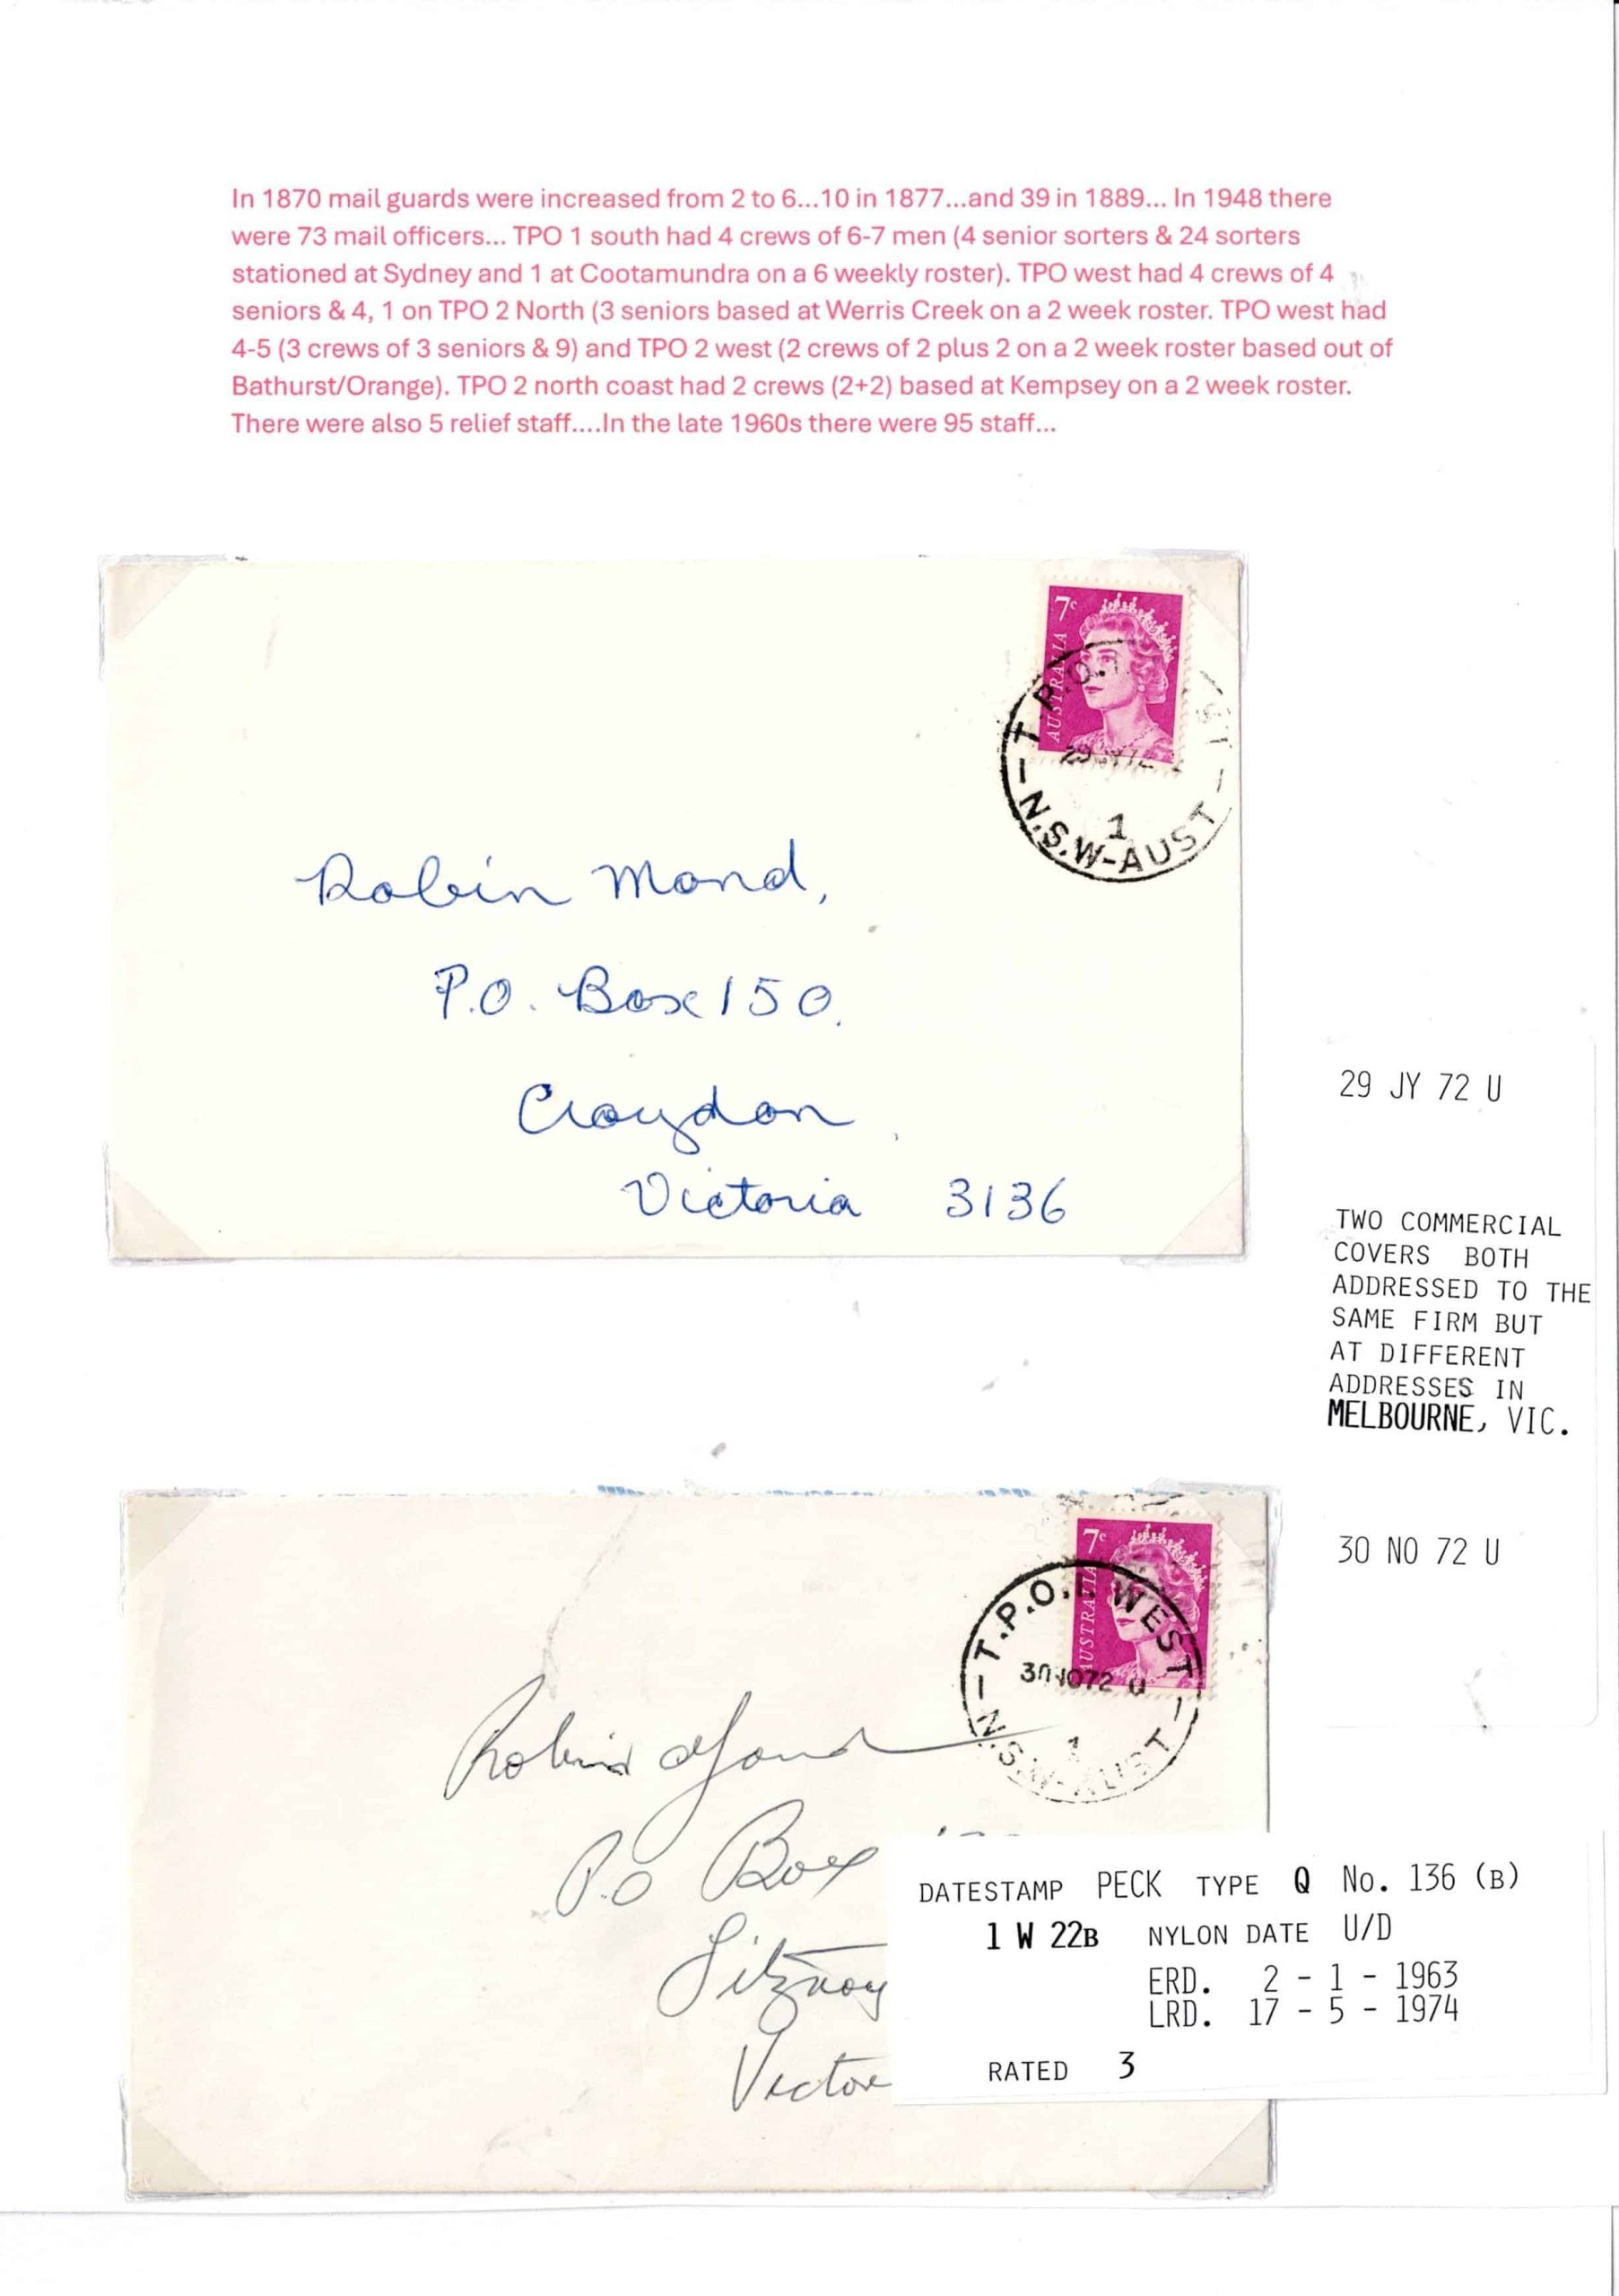 In 1870 mail guards were increased from 2 to 6...10 in 1877...and 39 in 1889... In 1948 there
were 73 mail officers... TPO 1 south had 4 crews of 6-7 men (4 senior sorters & 24 sorters
stationed at Sydney and 1 at Cootamundra on a 6 weekly roster). TPO west had 4 crews of 4
seniors & 4, 1 on TPO 2 North (3 seniors based at Werris Creek on a 2 week roster. TPO west had
4-5 (3 crews of 3 seniors & 9) and TPO 2 west (2 crews of 2 plus 2 on a 2 week roster based out of
Bathurst/Orange). TPO 2 north coast had 2 crews (2+2) based at Kempsey on a 2 week roster.
There were also 5 relief staff....In the late 1960s there were 95 staff...
7c
AUSTRALIA
T.P.O.1
1
N.S.W-AUST
Robin Mond,
P.O. Box 150.
Croydon
Victoria 3136
29 JY 72 U
TWO COMMERCIAL
COVERS BOTH
ADDRESSED TO THE
SAME FIRM BUT
AT DIFFERENT
ADDRESSES IN
MELBOURNE, VIC.
30 NO 72 U
7c
AUSTRALIA
T.P.O.1. WEST
30 NO72 U
1
N.S.W-AUST
Robin Mond
P.O Box
Fitzroy
DATESTAMP PECK TYPE Q No. 136 (B)
1 W 22B NYLON DATE U/D
ERD. 2 - 1 - 1963
LRD. 17 - 5 - 1974
RATED 3